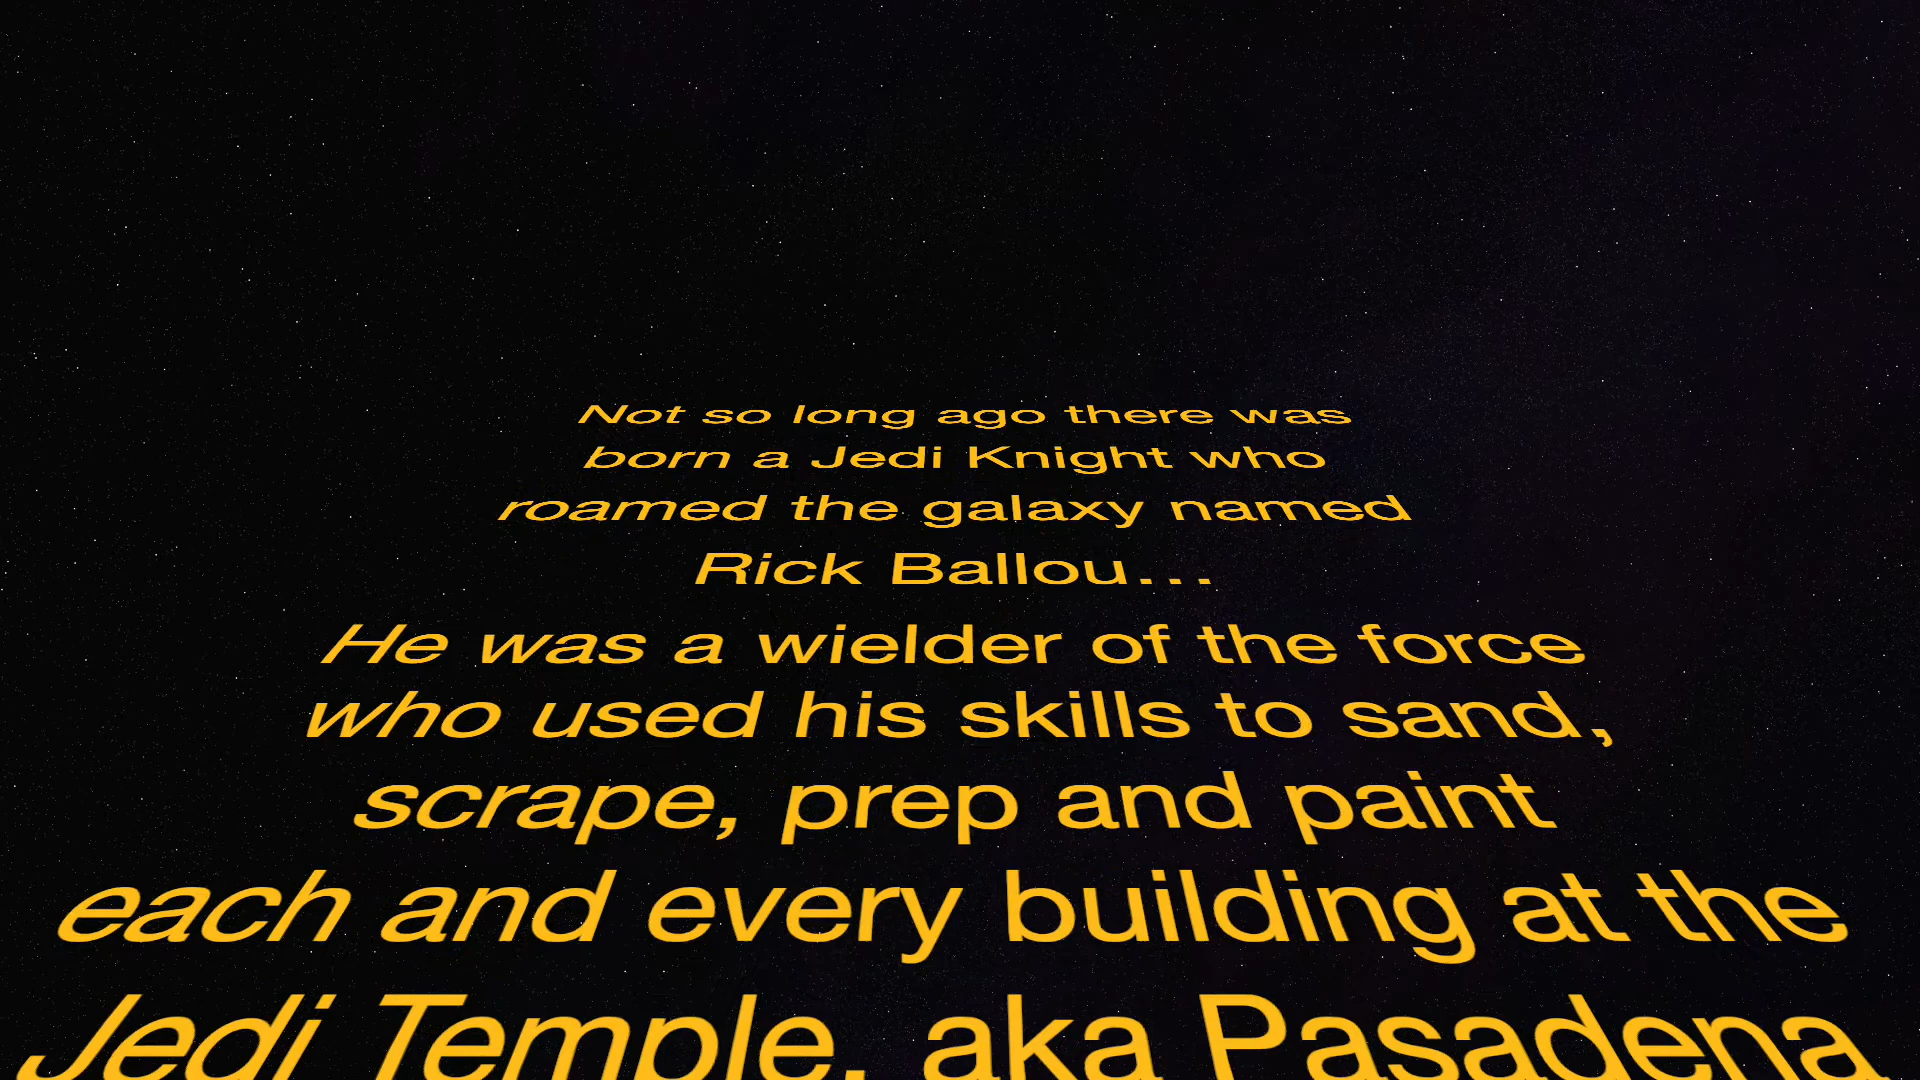 Not so long ago there was
born a Jedi Knight who
roamed the galaxy named
Rick Ballou...
He was a wielder of the force
who used his skills to sand,
scrape, prep and paint
each and every building at the
Jedi Temple, aka Pasadena